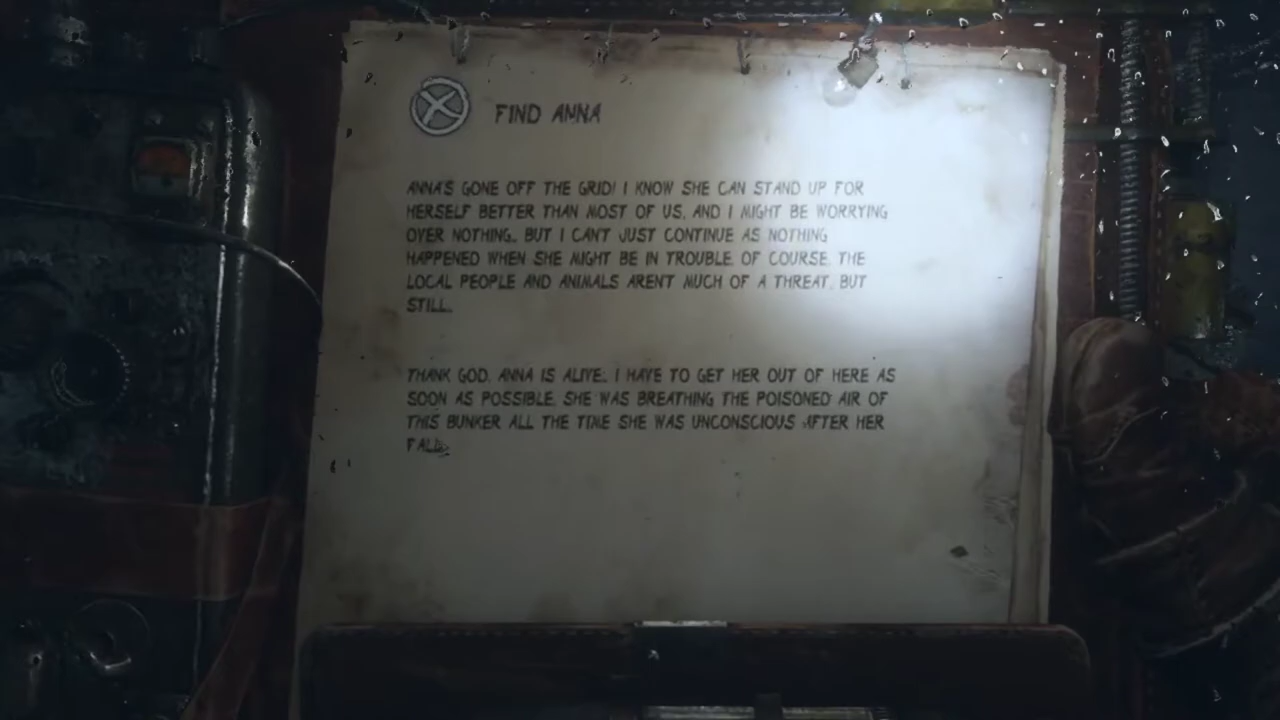 FIND ANNA
ANNA'S GONE OFF THE GRID! I KNOW SHE CAN STAND UP FOR
HERSELF BETTER THAN MOST OF US, AND I MIGHT BE WORRYING
OVER NOTHING... BUT I CAN'T JUST CONTINUE AS NOTHING
HAPPENED WHEN SHE MIGHT BE IN TROUBLE. OF COURSE, THE
LOCAL PEOPLE AND ANIMALS AREN'T MUCH OF A THREAT, BUT
STILL...
THANK GOD, ANNA IS ALIVE. I HAVE TO GET HER OUT OF HERE AS
SOON AS POSSIBLE. SHE WAS BREATHING THE POISONED AIR OF
THIS BUNKER ALL THE TIME SHE WAS UNCONSCIOUS AFTER HER
FALL...